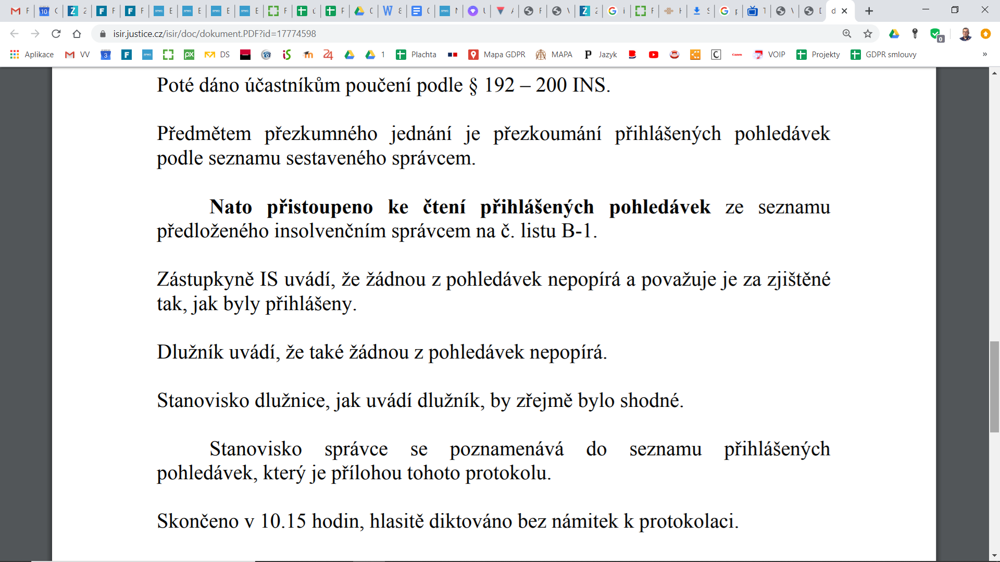 isir.justice.cz/isir/doc/dokument.PDF?id=17774598
Aplikace VV 3 DS 24 1 Plachta Mapa GDPR MAPA Jazyk VOIP Projekty GDPR smlouvy »
Poté dáno účastníkům poučení podle § 192 – 200 INS.
Předmětem přezkumného jednání je přezkoumání přihlášených pohledávek
podle seznamu sestaveného správcem.
Nato přistoupeno ke čtení přihlášených pohledávek ze seznamu
předloženého insolvenčním správcem na č. listu B-1.
Zástupkyně IS uvádí, že žádnou z pohledávek nepopírá a považuje je za zjištěné
tak, jak byly přihlášeny.
Dlužník uvádí, že také žádnou z pohledávek nepopírá.
Stanovisko dlužnice, jak uvádí dlužník, by zřejmě bylo shodné.
Stanovisko správce se poznamenává do seznamu přihlášených
pohledávek, který je přílohou tohoto protokolu.
Skončeno v 10.15 hodin, hlasitě diktováno bez námitek k protokolaci.